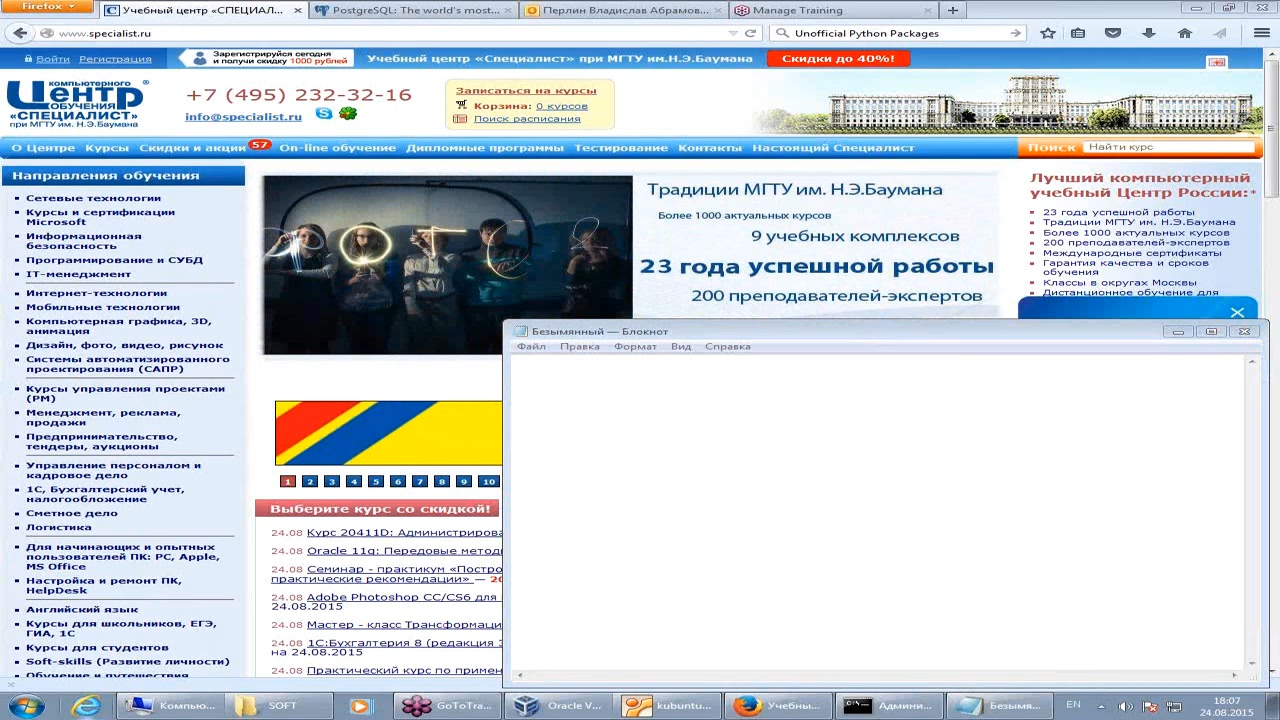 Firefox
Учебный центр «СПЕЦИАЛ...
PostgreSQL: The world's most...
Перлин Владислав Абрамов...
Manage Training
www.specialist.ru
Unofficial Python Packages
Войти Регистрация
Зарегистрируйся сегодня
и получи скидку 1000 рублей
Учебный центр «Специалист» при МГТУ им.Н.Э.Баумана
Скидки до 40%!
компьютерного
Центр
ОБУЧЕНИЯ
«СПЕЦИАЛИСТ»
при МГТУ им. Н.Э.Баумана
+7 (495) 232-32-16
info@specialist.ru
Записаться на курсы
Корзина: 0 курсов
Поиск расписания
О Центре Курсы Скидки и акции 57 On-line обучение Дипломные программы Тестирование Контакты Настоящий Специалист
Поиск Найти курс
Направления обучения
Сетевые технологии
Курсы и сертификации
Microsoft
Информационная
безопасность
Программирование и СУБД
IT-менеджмент
Интернет-технологии
Мобильные технологии
Компьютерная графика, 3D,
анимация
Дизайн, фото, видео, рисунок
Системы автоматизированного
проектирования (САПР)
Курсы управления проектами
(PM)
Менеджмент, реклама,
продажи
Предпринимательство,
тендеры, аукционы
Управление персоналом и
кадровое дело
1С, Бухгалтерский учет,
налогообложение
Сметное дело
Логистика
Для начинающих и опытных
пользователей ПК: PC, Apple,
MS Office
Настройка и ремонт ПК,
HelpDesk
Английский язык
Курсы для школьников, ЕГЭ,
ГИА, 1С
Курсы для студентов
Soft-skills (Развитие личности)
Обучение и путешествия
Традиции МГТУ им. Н.Э.Баумана
Более 1000 актуальных курсов
9 учебных комплексов
23 года успешной работы
200 преподавателей-экспертов
Лучший компьютерный
учебный Центр России:*
23 года успешной работы
Традиции МГТУ им. Н.Э.Баумана
Более 1000 актуальных курсов
200 преподавателей-экспертов
Международные сертификаты
Гарантия качества и сроков
обучения
Классы в округах Москвы
Дистанционное обучение для
1 2 3 4 5 6 7 8 9 10
Выберите курс со скидкой!
24.08 Курс 20411D: Администрирова
24.08 Oracle 11g: Передовые метод
24.08 Семинар - практикум «Постро
практические рекомендации» — 20
24.08 Adobe Photoshop CC/CS6 для
24.08.2015
24.08 Мастер - класс Трансформаци
24.08 1С:Бухгалтерия 8 (редакция 3
на 24.08.2015
24.08 Практический курс по примен
Безымянный — Блокнот
Файл Правка Формат Вид Справка
Компью...
SOFT
GoToTra...
Oracle V...
kubuntu...
Учебны...
Админи...
Безымя...
EN
18:07
24.08.2015